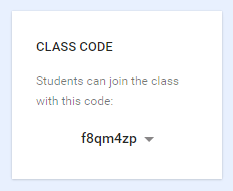 CLASS CODE
Students can join the class
with this code:
f8qm4zp